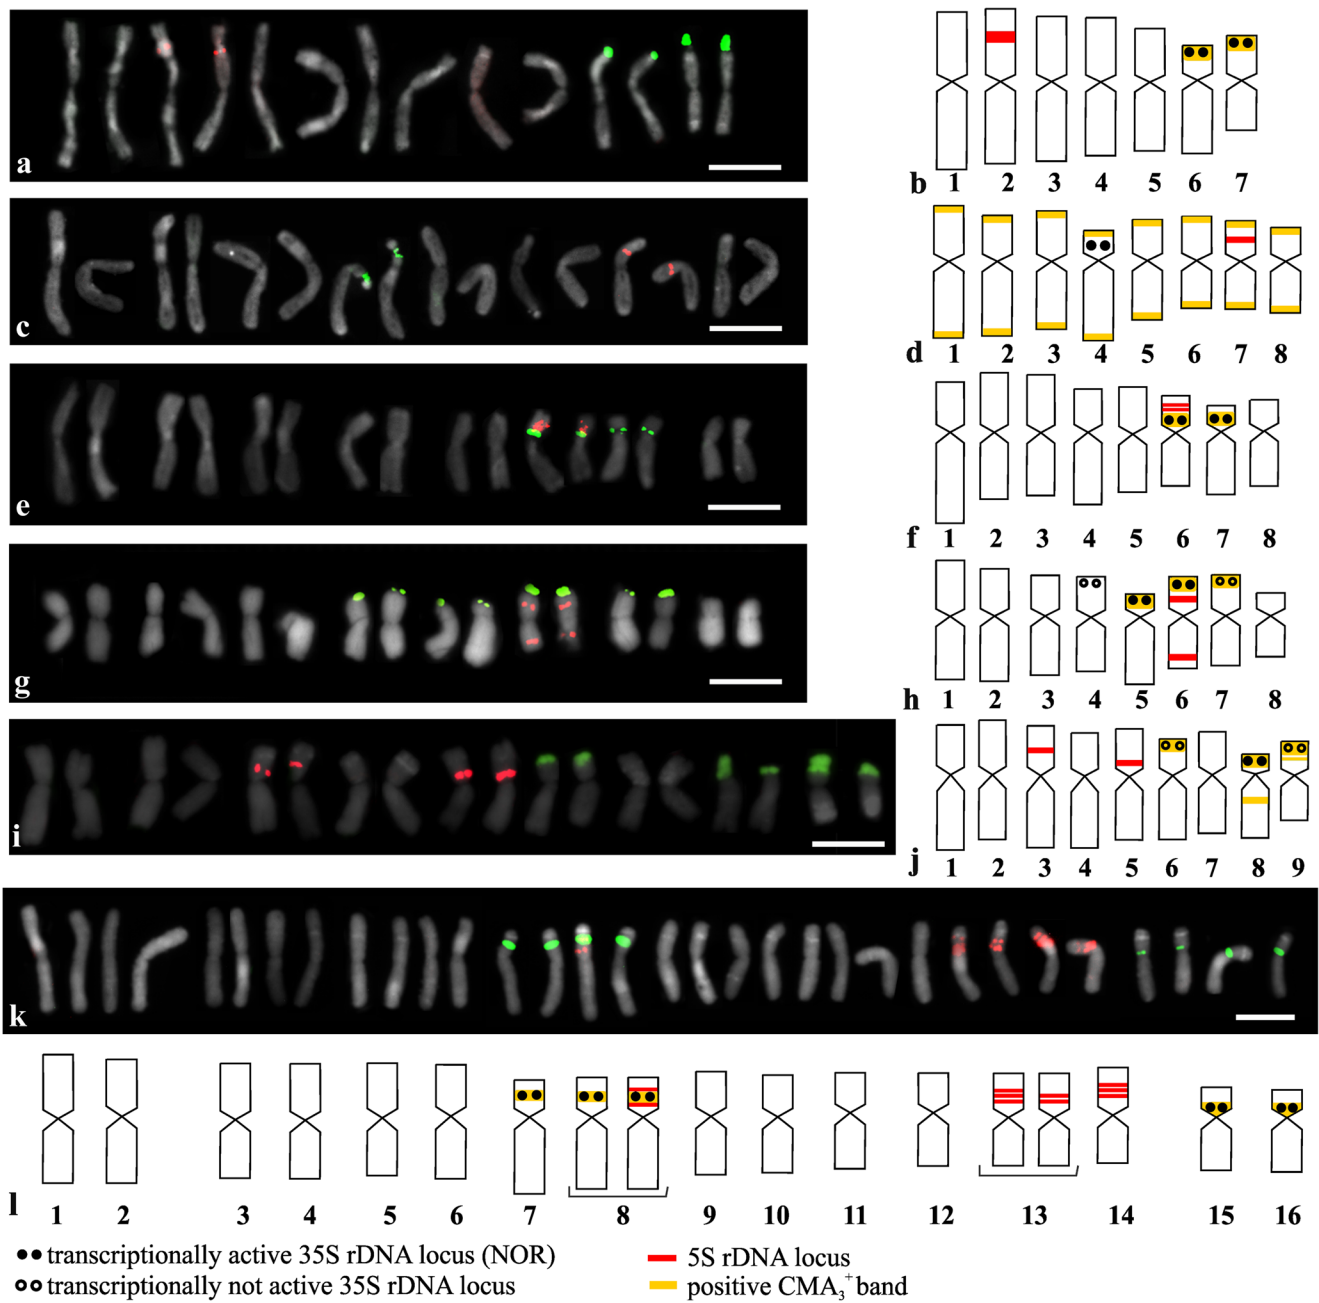 a
b 1 2 3 4 5 6 7
c
d 1 2 3 4 5 6 7 8
e
f 1 2 3 4 5 6 7 8
g
h 1 2 3 4 5 6 7 8
i
j 1 2 3 4 5 6 7 8 9
k
l 1 2 3 4 5 6 7 8 9 10 11 12 13 14 15 16
transcriptionally active 35S rDNA locus (NOR)
5S rDNA locus
transcriptionally not active 35S rDNA locus
positive CMA₃⁺ band